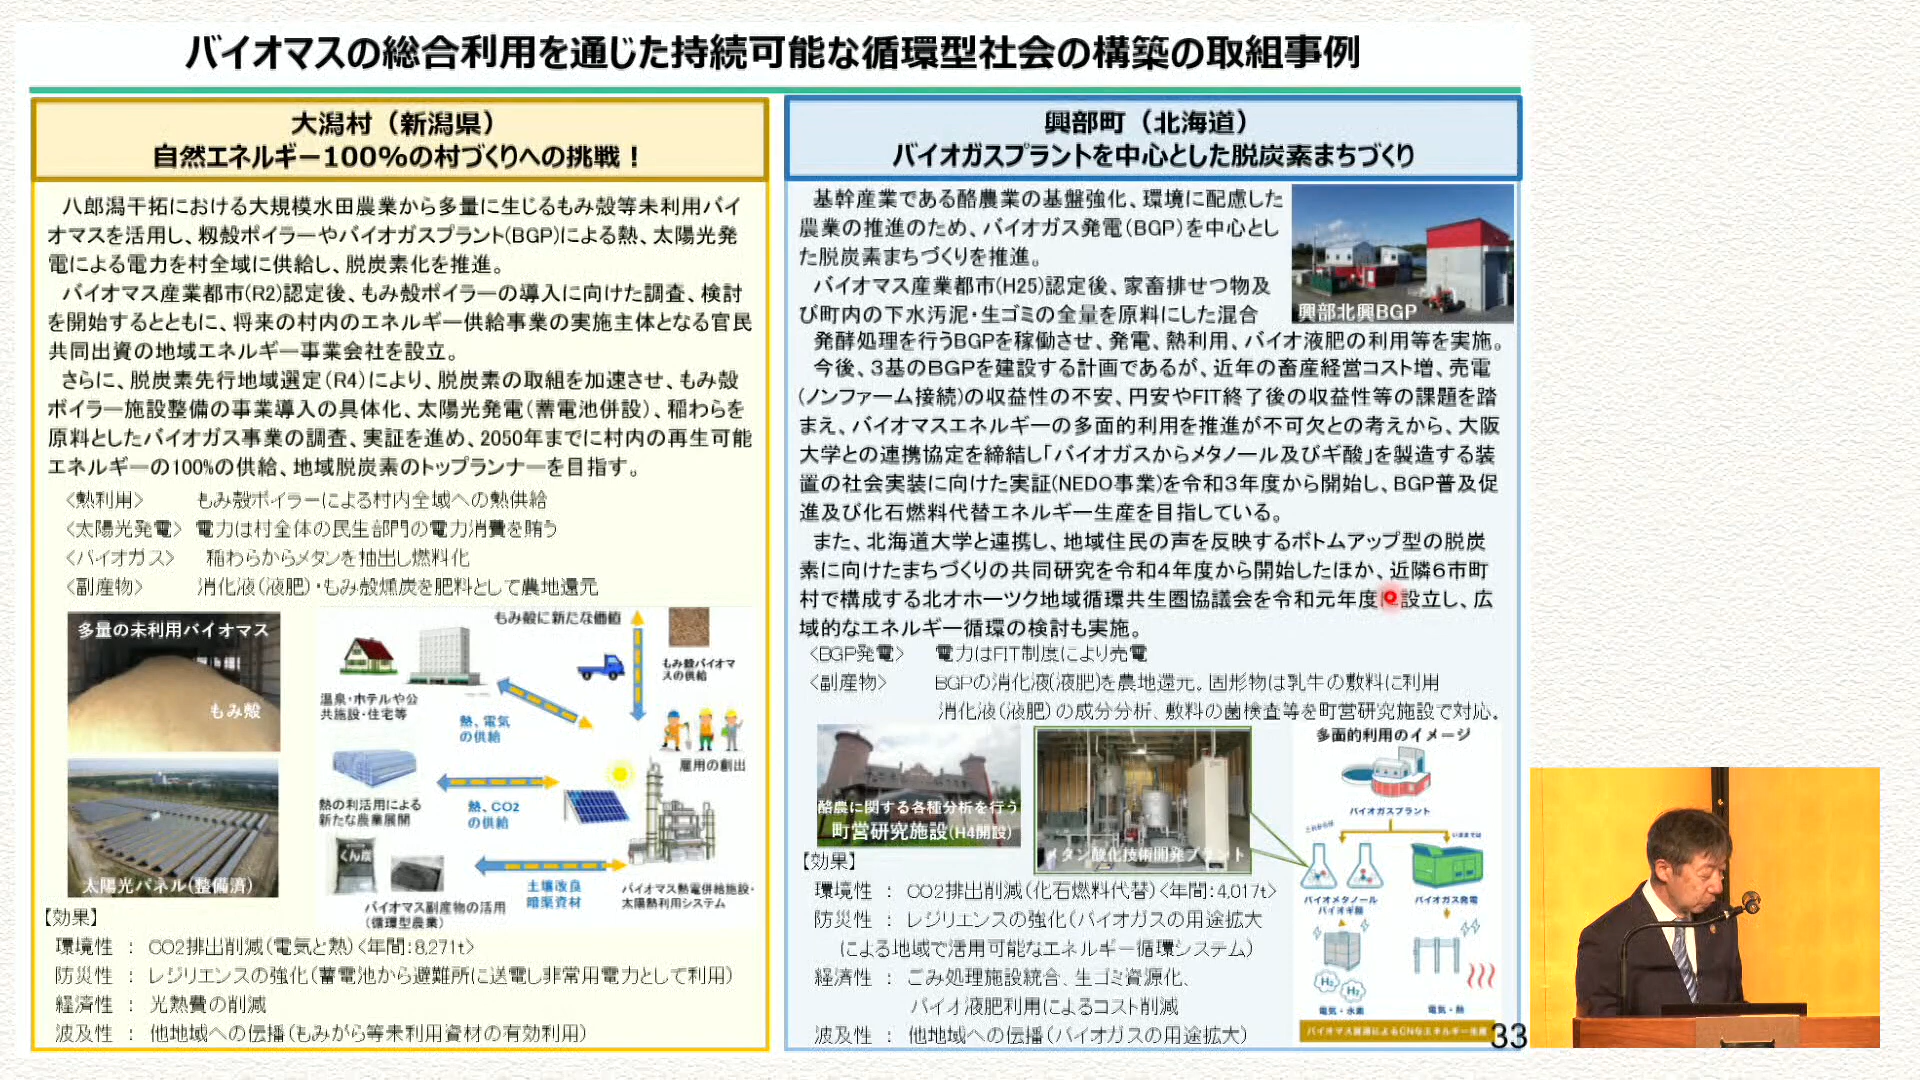 バイオマスの総合利用を通じた持続可能な循環型社会の構築の取組事例
大潟村（新潟県）
自然エネルギー100%の村づくりへの挑戦！
八郎潟干拓における大規模水田農業から多量に生じるもみ殻等未利用バイ
オマスを活用し、籾殻ボイラーやバイオガスプラント(BGP)による熱、太陽光発
電による電力を村全域に供給し、脱炭素化を推進。
バイオマス産業都市(R2)認定後、もみ殻ボイラーの導入に向けた調査、検討
を開始するとともに、将来の村内のエネルギー供給事業の実施主体となる官民
共同出資の地域エネルギー事業会社を設立。
さらに、脱炭素先行地域選定(R4)により、脱炭素の取組を加速させ、もみ殻
ボイラー施設整備の事業導入の具体化、太陽光発電(蓄電池併設)、稲わらを
原料としたバイオガス事業の調査、実証を進め、2050年までに村内の再生可能
エネルギーの100%の供給、地域脱炭素のトップランナーを目指す。
<熱利用> もみ殻ボイラーによる村内全域への熱供給
<太陽光発電> 電力は村全体の民生部門の電力消費を賄う
<バイオガス> 稲わらからメタンを抽出し燃料化
<副産物> 消化液(液肥)・もみ殻燻炭を肥料として農地還元
多量の未利用バイオマス
もみ殻
太陽光パネル(整備済)
もみ殻に新たな価値
もみ殻バイオマ
スの供給
温泉・ホテルや公
共施設・住宅等
熱、電気
の供給
雇用の創出
熱の利活用による
新たな農業展開
熱、CO2
の供給
くん炭
土壌改良
暗渠資材
バイオマス副産物の活用
(循環型農業)
バイオマス熱電併給施設・
太陽熱利用システム
【効果】
環境性 ： CO2排出削減(電気と熱)<年間:8,271t>
防災性 ： レジリエンスの強化(蓄電池から避難所に送電し非常用電力として利用)
経済性 ： 光熱費の削減
波及性 ： 他地域への伝播(もみがら等未利用資材の有効利用)
興部町（北海道）
バイオガスプラントを中心とした脱炭素まちづくり
基幹産業である酪農業の基盤強化、環境に配慮した
農業の推進のため、バイオガス発電(BGP)を中心とし
た脱炭素まちづくりを推進。
バイオマス産業都市(H25)認定後、家畜排せつ物及
び町内の下水汚泥・生ゴミの全量を原料にした混合
発酵処理を行うBGPを稼働させ、発電、熱利用、バイオ液肥の利用等を実施。
今後、3基のBGPを建設する計画であるが、近年の畜産経営コスト増、売電
(ノンファーム接続)の収益性の不安、円安やFIT終了後の収益性等の課題を踏
まえ、バイオマスエネルギーの多面的利用を推進が不可欠との考えから、大阪
大学との連携協定を締結し「バイオガスからメタノール及びギ酸」を製造する装
置の社会実装に向けた実証(NEDO事業)を令和3年度から開始し、BGP普及促
進及び化石燃料代替エネルギー生産を目指している。
また、北海道大学と連携し、地域住民の声を反映するボトムアップ型の脱炭
素に向けたまちづくりの共同研究を令和4年度から開始したほか、近隣6市町
村で構成する北オホーツク地域循環共生圏協議会を令和元年度に設立し、広
域的なエネルギー循環の検討も実施。
<BGP発電> 電力はFIT制度により売電
<副産物> BGPの消化液(液肥)を農地還元。固形物は乳牛の敷料に利用
消化液(液肥)の成分分析、敷料の菌検査等を町営研究施設で対応。
興部北興BGP
酪農に関する各種分析を行う
町営研究施設(H4開設)
メタン酸化技術開発プラント
多面的利用のイメージ
バイオガスプラント
これからは
いままでは
バイオメタノール
バイオギ酸
バイオガス発電
H2
H2
電気・水素
電気・熱
バイオマス資源によるCNなエネルギー生産
【効果】
環境性 ： CO2排出削減(化石燃料代替)<年間:4,017t>
防災性 ： レジリエンスの強化(バイオガスの用途拡大
による地域で活用可能なエネルギー循環システム)
経済性 ： ごみ処理施設統合、生ゴミ資源化、
バイオ液肥利用によるコスト削減
波及性 ： 他地域への伝播(バイオガスの用途拡大)
33